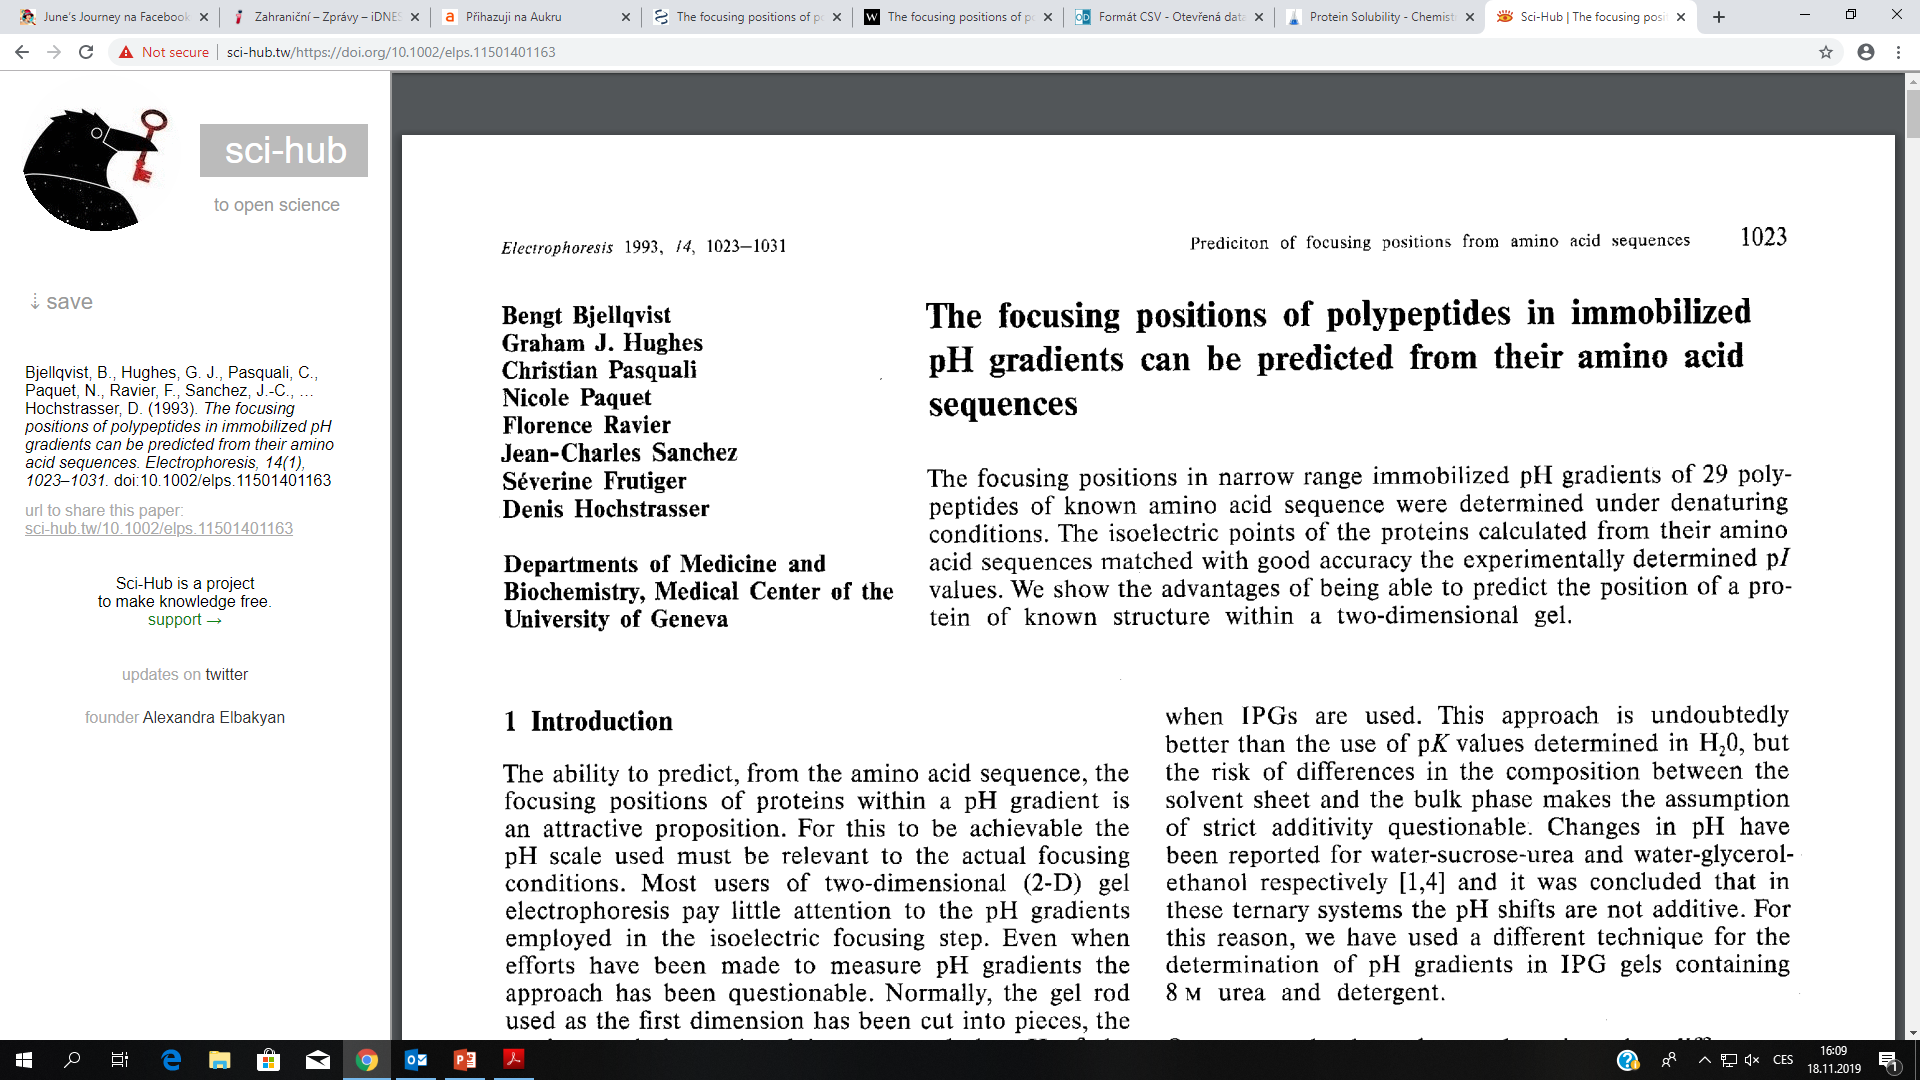 June's Journey na Facebook
Zahraniční – Zprávy – iDNES
Přihazuji na Aukru
The focusing positions of p
The focusing positions of p
Formát CSV - Otevřená data
Protein Solubility - Chemist
Sci-Hub | The focusing posi
Not secure
sci-hub.tw/https://doi.org/10.1002/elps.11501401163
sci-hub
to open science
⇣ save
Bjellqvist, B., Hughes, G. J., Pasquali, C.,
Paquet, N., Ravier, F., Sanchez, J.-C., …
Hochstrasser, D. (1993). The focusing
positions of polypeptides in immobilized pH
gradients can be predicted from their amino
acid sequences. Electrophoresis, 14(1),
1023–1031. doi:10.1002/elps.11501401163
url to share this paper:
sci-hub.tw/10.1002/elps.11501401163
Sci-Hub is a project
to make knowledge free.
support →
updates on twitter
founder Alexandra Elbakyan
Electrophoresis 1993, 14, 1023–1031
Prediciton of focusing positions from amino acid sequences 1023
Bengt Bjellqvist
Graham J. Hughes
Christian Pasquali
Nicole Paquet
Florence Ravier
Jean-Charles Sanchez
Séverine Frutiger
Denis Hochstrasser
Departments of Medicine and
Biochemistry, Medical Center of the
University of Geneva
The focusing positions of polypeptides in immobilized
pH gradients can be predicted from their amino acid
sequences
The focusing positions in narrow range immobilized pH gradients of 29 poly-
peptides of known amino acid sequence were determined under denaturing
conditions. The isoelectric points of the proteins calculated from their amino
acid sequences matched with good accuracy the experimentally determined pI
values. We show the advantages of being able to predict the position of a pro-
tein of known structure within a two-dimensional gel.
1 Introduction
The ability to predict, from the amino acid sequence, the
focusing positions of proteins within a pH gradient is
an attractive proposition. For this to be achievable the
pH scale used must be relevant to the actual focusing
conditions. Most users of two-dimensional (2-D) gel
electrophoresis pay little attention to the pH gradients
employed in the isoelectric focusing step. Even when
efforts have been made to measure pH gradients the
approach has been questionable. Normally, the gel rod
used as the first dimension has been cut into pieces, the
when IPGs are used. This approach is undoubtedly
better than the use of pK values determined in H₂0, but
the risk of differences in the composition between the
solvent sheet and the bulk phase makes the assumption
of strict additivity questionable. Changes in pH have
been reported for water-sucrose-urea and water-glycerol-
ethanol respectively [1,4] and it was concluded that in
these ternary systems the pH shifts are not additive. For
this reason, we have used a different technique for the
determination of pH gradients in IPG gels containing
8 M urea and detergent.
CES
16:09
18.11.2019
1